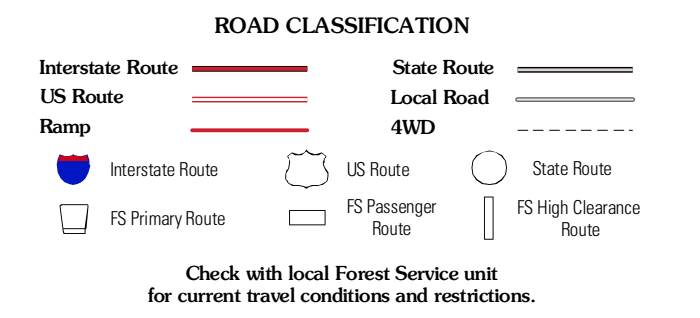 ROAD CLASSIFICATION
Interstate Route
State Route
US Route
Local Road
Ramp
4WD
Interstate Route
US Route
State Route
FS Primary Route
FS Passenger
Route
FS High Clearance
Route
Check with local Forest Service unit
for current travel conditions and restrictions.